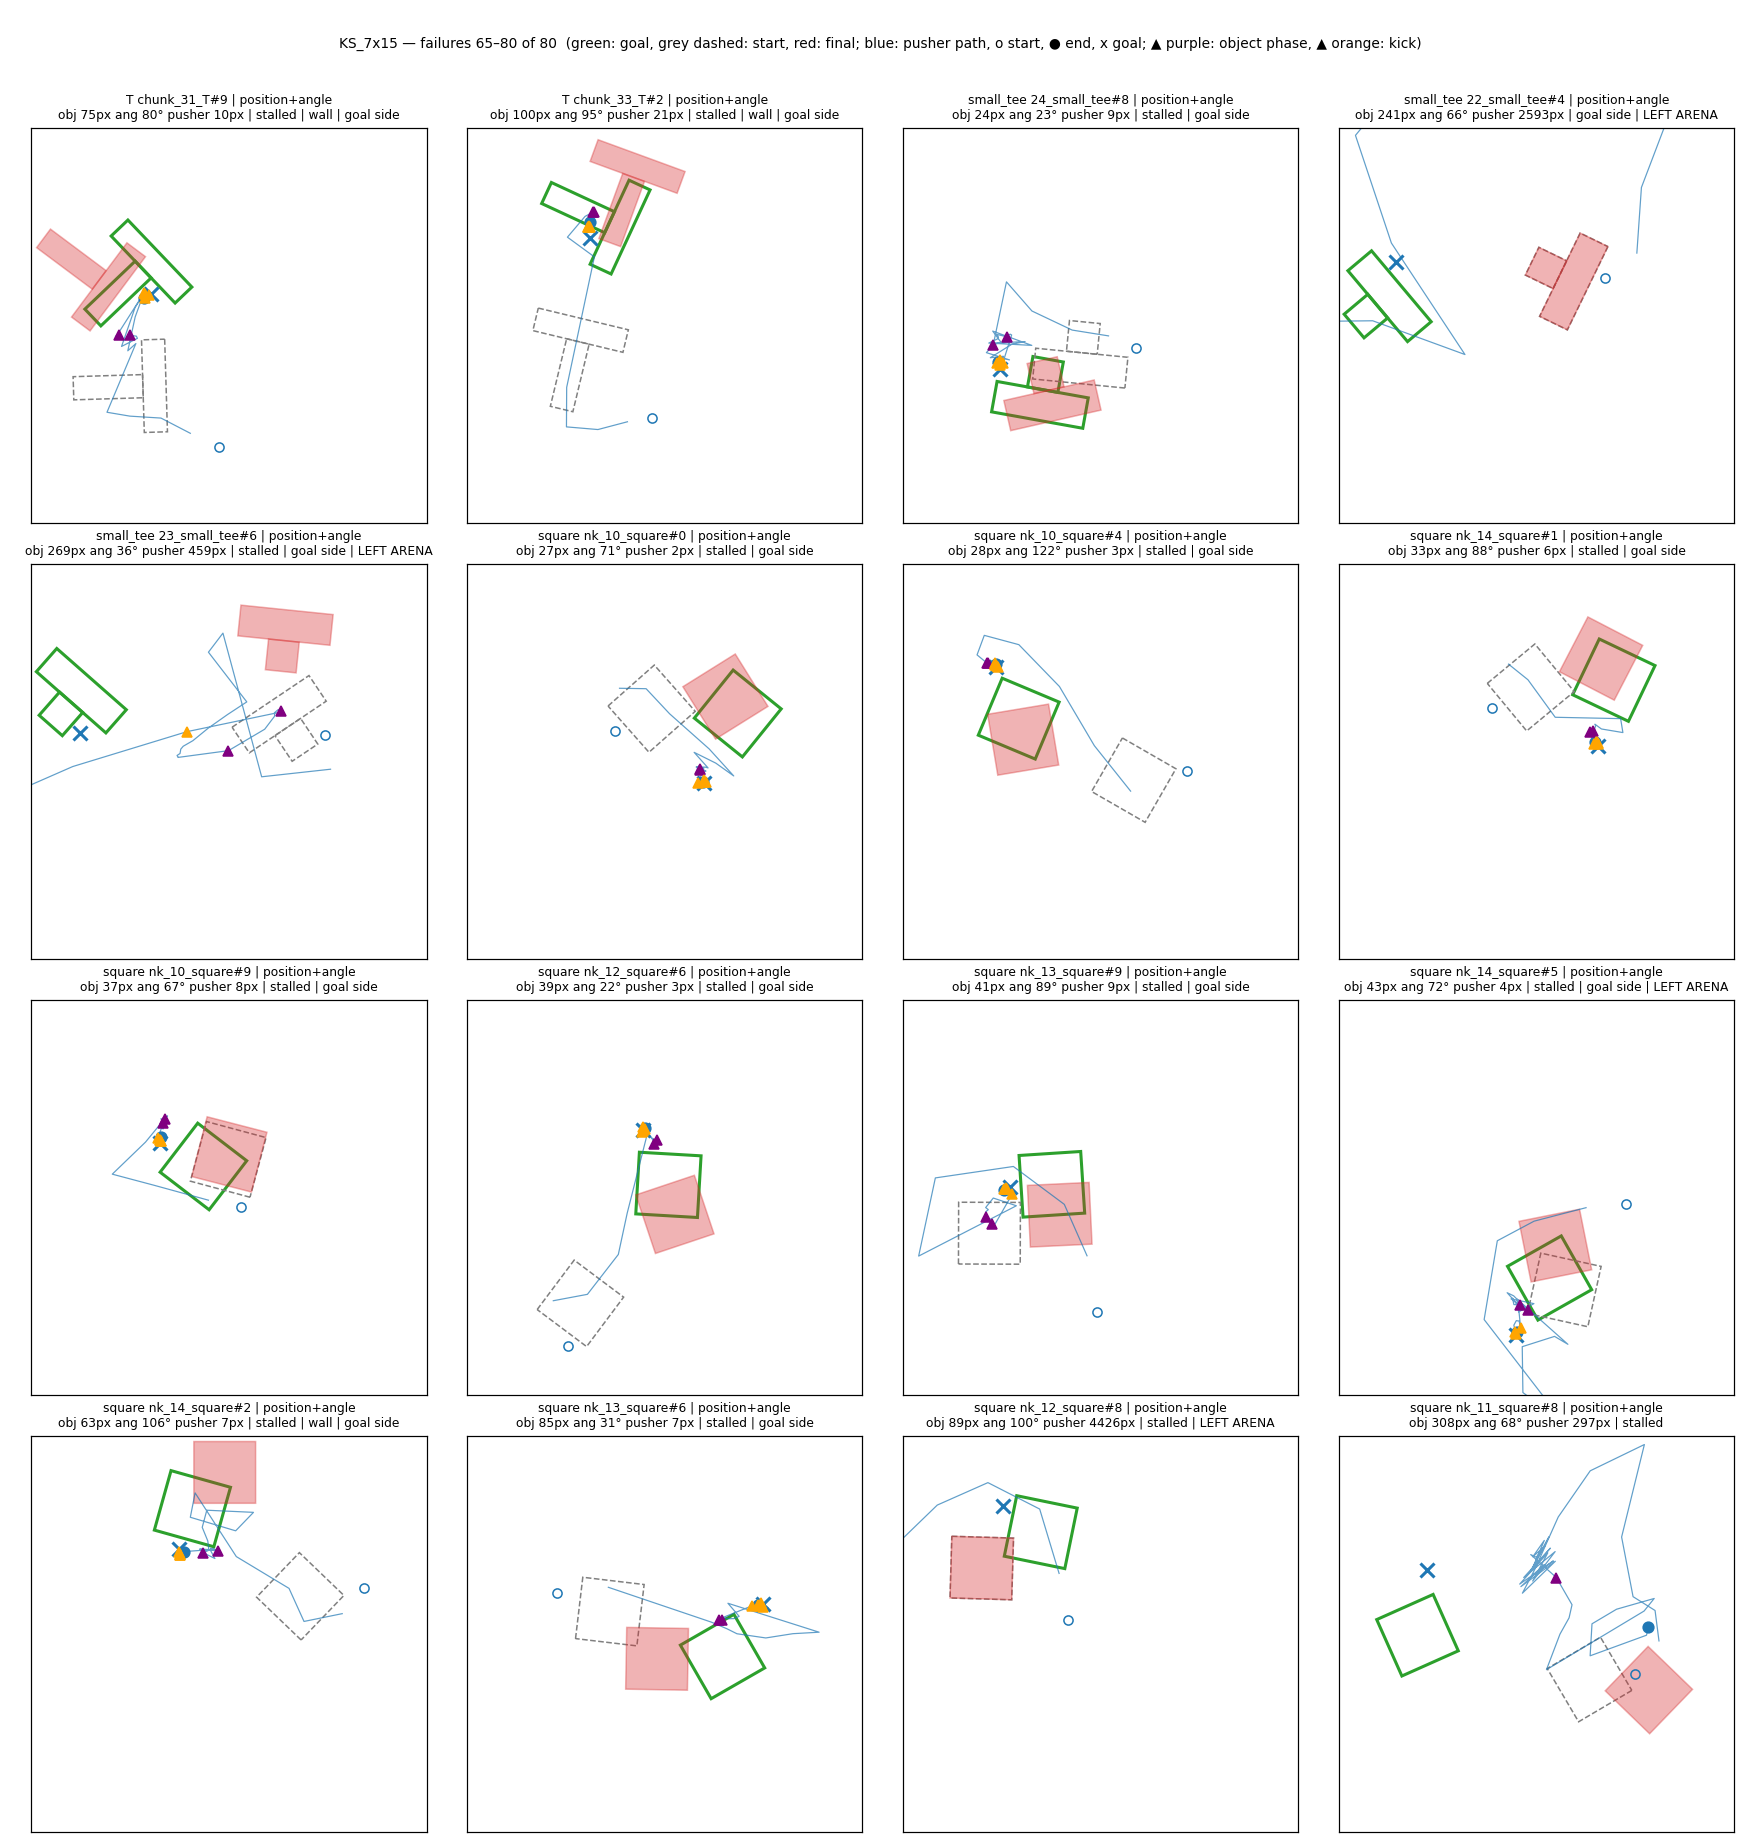 KS_7x15 — failures 65–80 of 80  (green: goal, grey dashed: start, red: final; blue: pusher path, o start, ● end, x goal; ▲ purple: object phase, ▲ orange: kick)
T chunk_31_T#9 | position+angle
obj 75px ang 80° pusher 10px | stalled | wall | goal side
T chunk_33_T#2 | position+angle
obj 100px ang 95° pusher 21px | stalled | wall | goal side
small_tee 24_small_tee#8 | position+angle
obj 24px ang 23° pusher 9px | stalled | goal side
small_tee 22_small_tee#4 | position+angle
obj 241px ang 66° pusher 2593px | goal side | LEFT ARENA
small_tee 23_small_tee#6 | position+angle
obj 269px ang 36° pusher 459px | stalled | goal side | LEFT ARENA
square nk_10_square#0 | position+angle
obj 27px ang 71° pusher 2px | stalled | goal side
square nk_10_square#4 | position+angle
obj 28px ang 122° pusher 3px | stalled | goal side
square nk_14_square#1 | position+angle
obj 33px ang 88° pusher 6px | stalled | goal side
square nk_10_square#9 | position+angle
obj 37px ang 67° pusher 8px | stalled | goal side
square nk_12_square#6 | position+angle
obj 39px ang 22° pusher 3px | stalled | goal side
square nk_13_square#9 | position+angle
obj 41px ang 89° pusher 9px | stalled | goal side
square nk_14_square#5 | position+angle
obj 43px ang 72° pusher 4px | stalled | goal side | LEFT ARENA
square nk_14_square#2 | position+angle
obj 63px ang 106° pusher 7px | stalled | wall | goal side
square nk_13_square#6 | position+angle
obj 85px ang 31° pusher 7px | stalled | goal side
square nk_12_square#8 | position+angle
obj 89px ang 100° pusher 4426px | stalled | LEFT ARENA
square nk_11_square#8 | position+angle
obj 308px ang 68° pusher 297px | stalled